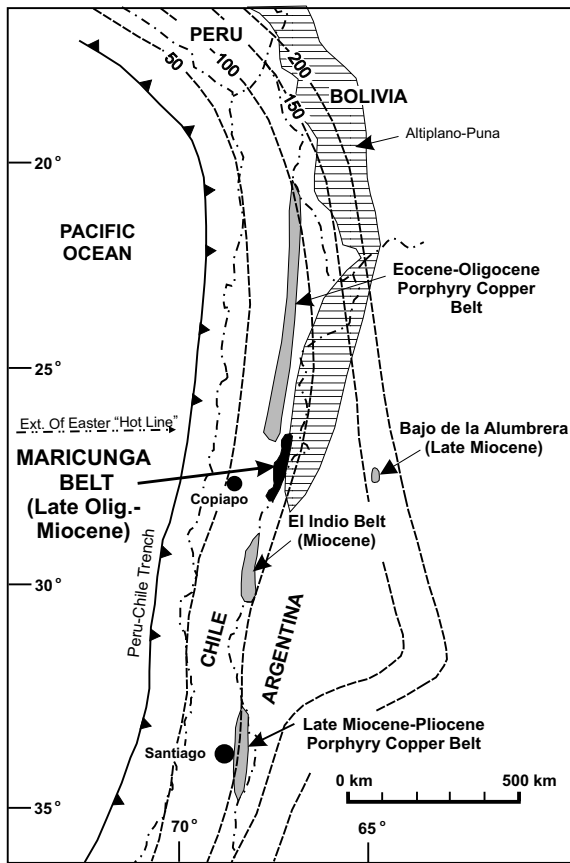 PERU
50
100
200
150
BOLIVIA
Altiplano-Puna
20°
PACIFIC
OCEAN
Eocene-Oligocene
Porphyry Copper
Belt
25°
Ext. Of Easter "Hot Line"
MARICUNGA
BELT
(Late Olig.-
Miocene)
Copiapo
Bajo de la Alumbrera
(Late Miocene)
El Indio Belt
(Miocene)
30°
Peru-Chile Trench
CHILE
ARGENTINA
Late Miocene-Pliocene
Porphyry Copper Belt
Santiago
0 km
500 km
35°
70°
65°